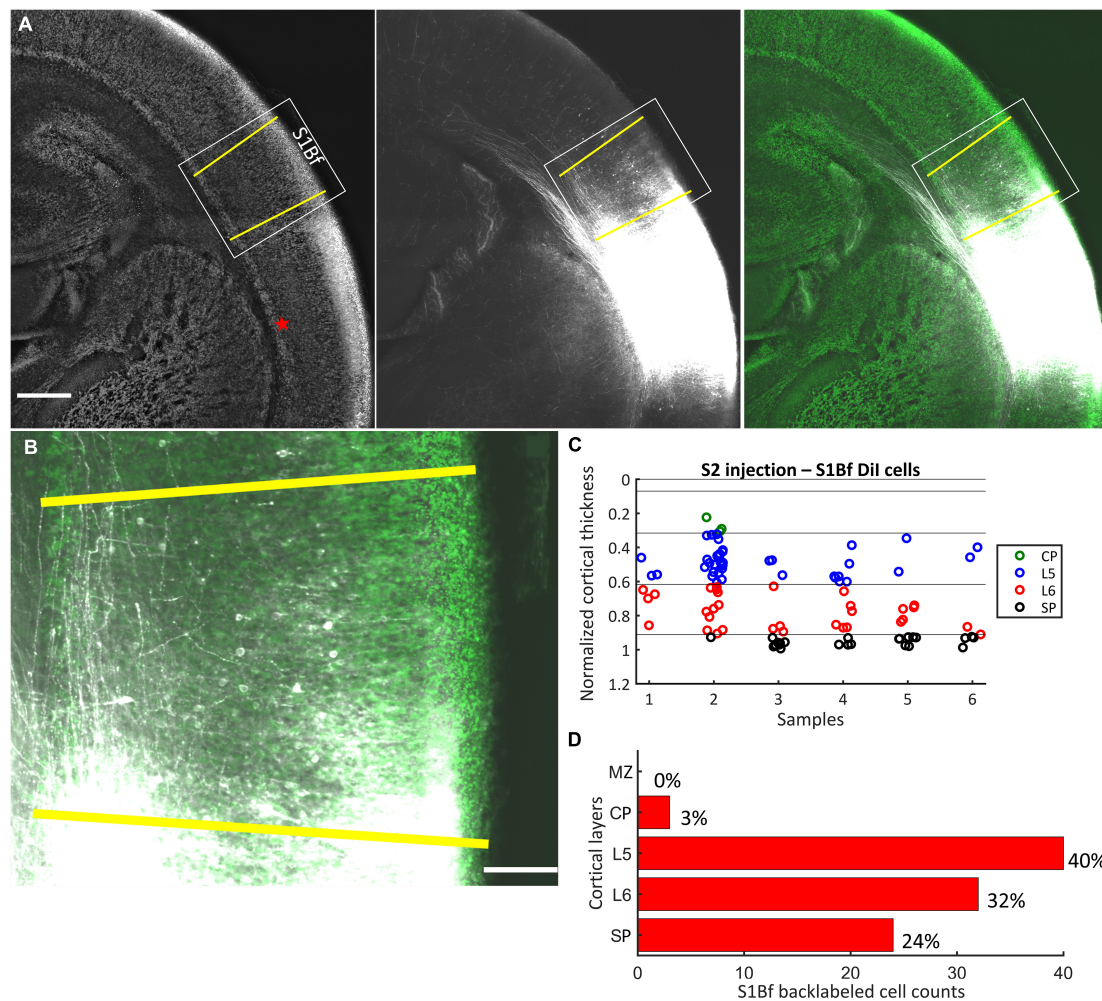 A
S1Bf
B
C
S2 injection – S1Bf DiI cells
Normalized cortical thickness
0
0.2
0.4
0.6
0.8
1
1.2
1 2 3 4 5 6
Samples
CP
L5
L6
SP
D
Cortical layers
MZ 0%
CP 3%
L5 40%
L6 32%
SP 24%
0 10 20 30 40
S1Bf backlabeled cell counts